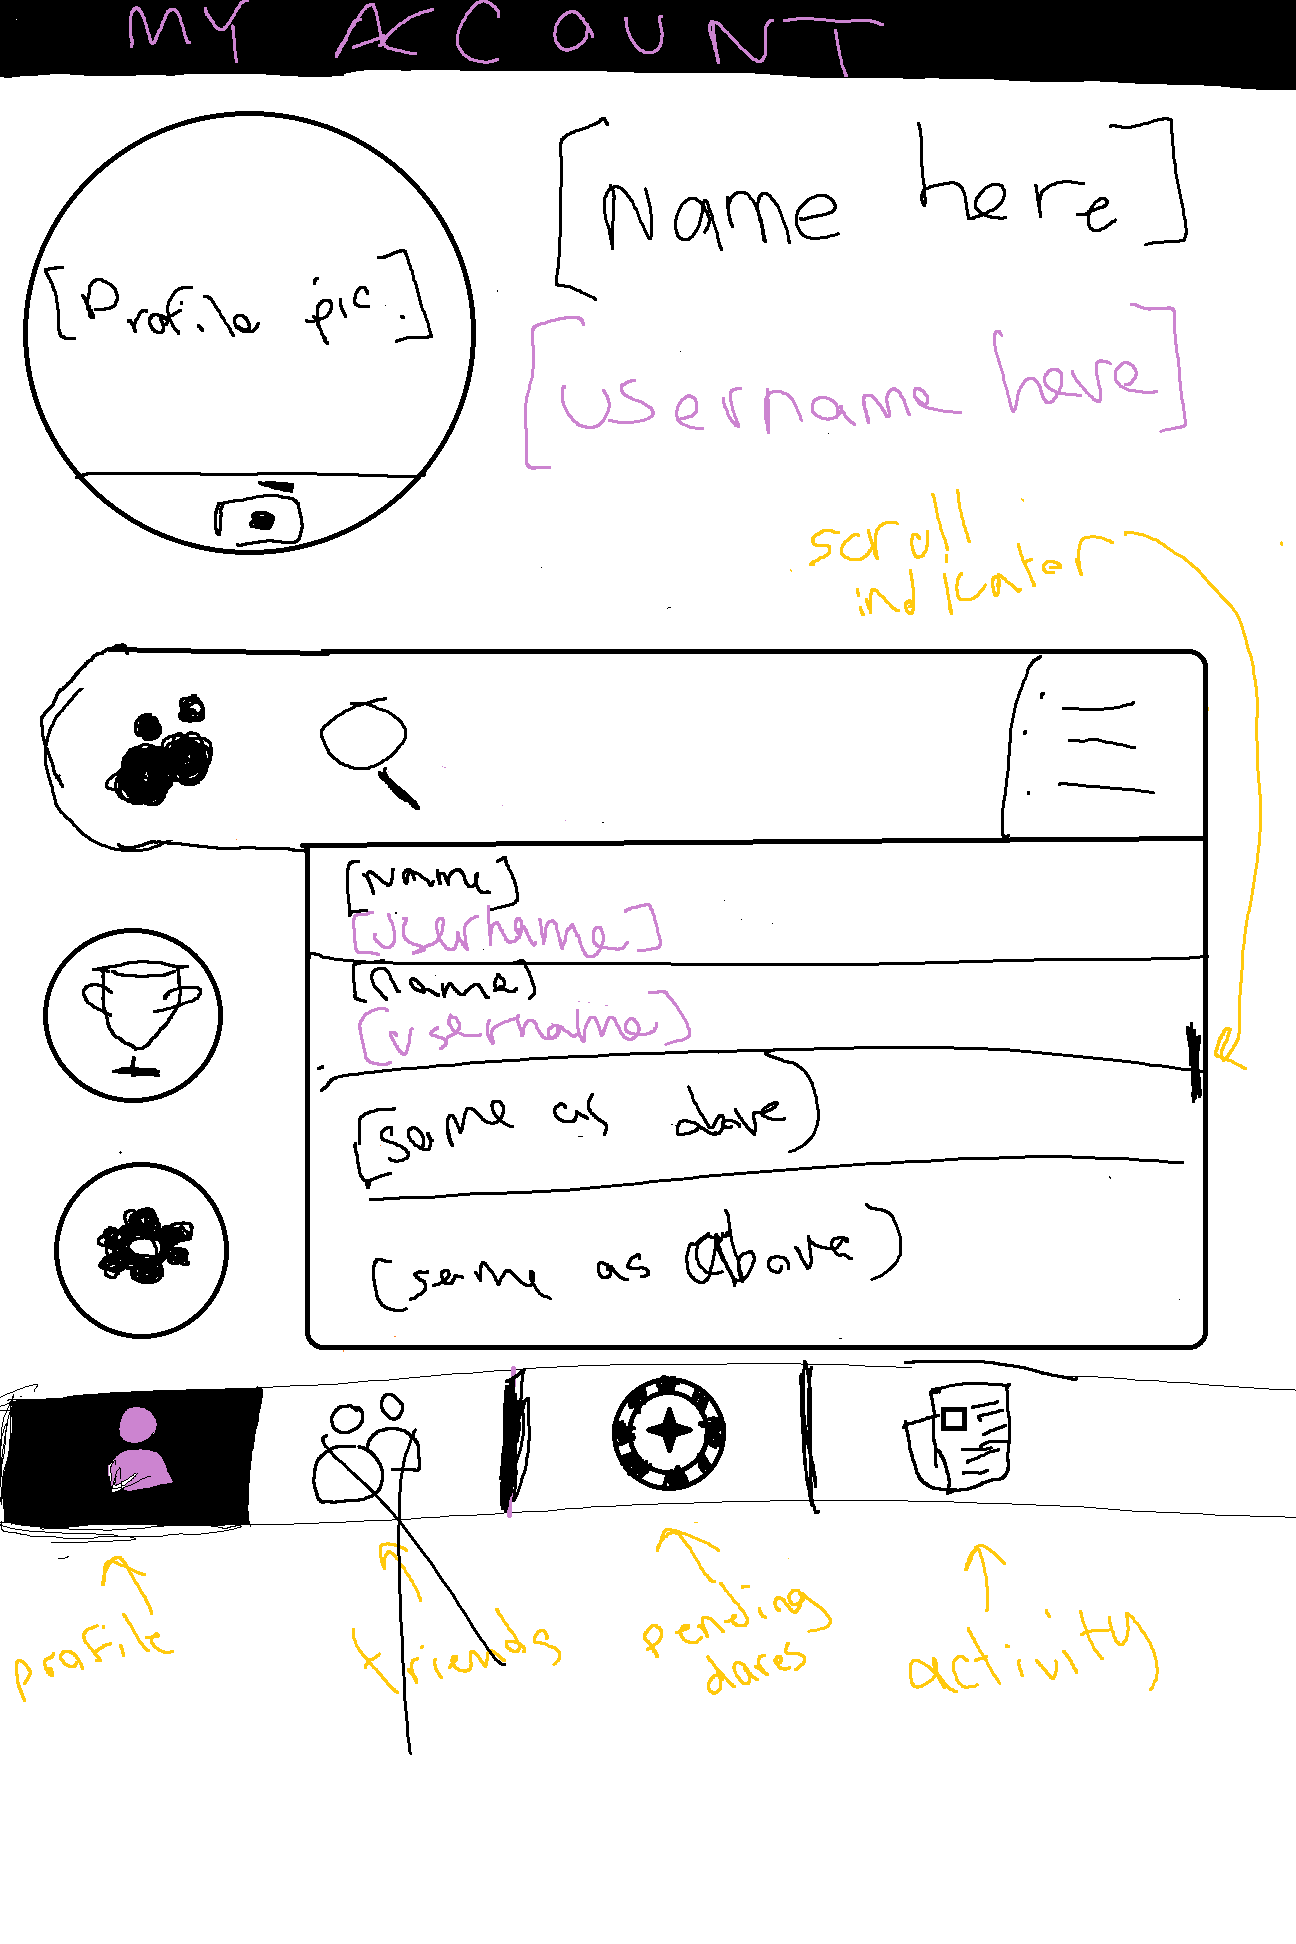 MY ACCOUNT
[Name here]
[Profile pic.]
[Username here]
scroll
indicator
[Name]
[Username]
[name]
[username]
[same as above)
(same as above)
profile
friends
pending
dares
activity